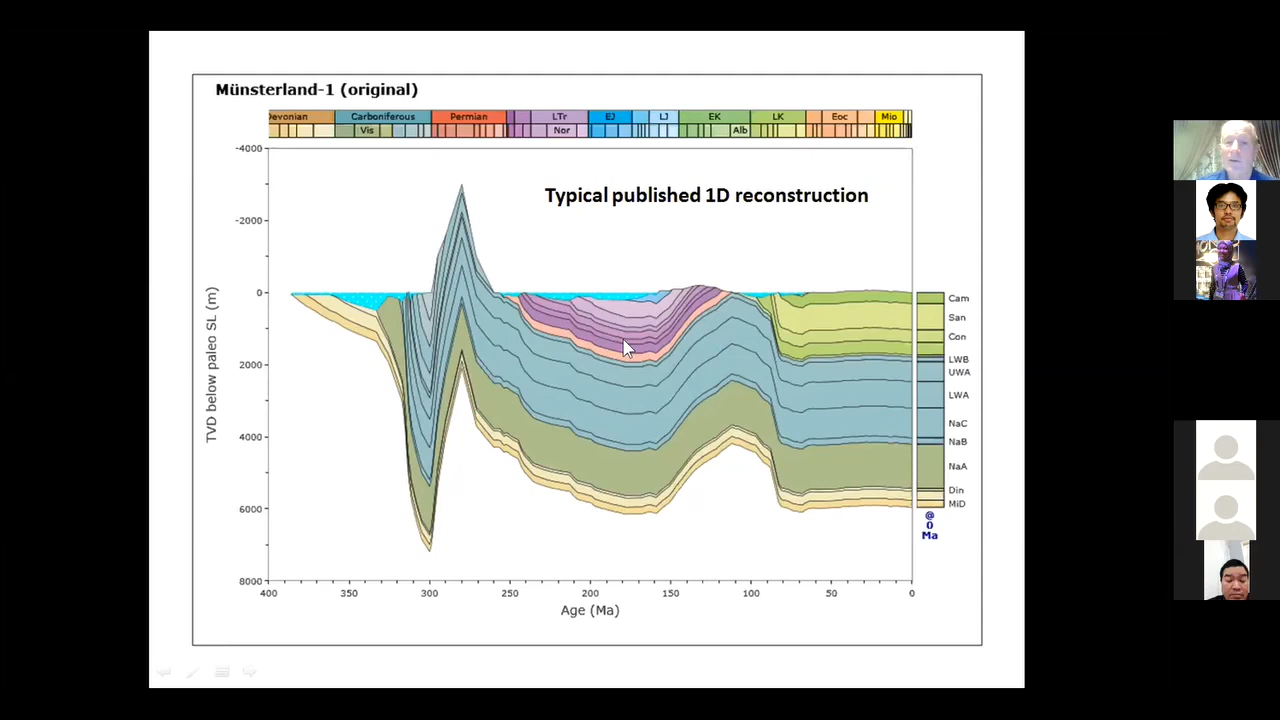 Münsterland-1 (original)
Devonian Carboniferous Permian LTr EJ LJ EK LK Eoc Mio
Vis Nor Alb
Typical published 1D reconstruction
-4000
-2000
0
2000
4000
6000
8000
TVD below paleo SL (m)
400 350 300 250 200 150 100 50 0
Age (Ma)
Cam
San
Con
LWB
UWA
LWA
NaC
NaB
NaA
Din
MiD
@
0
Ma